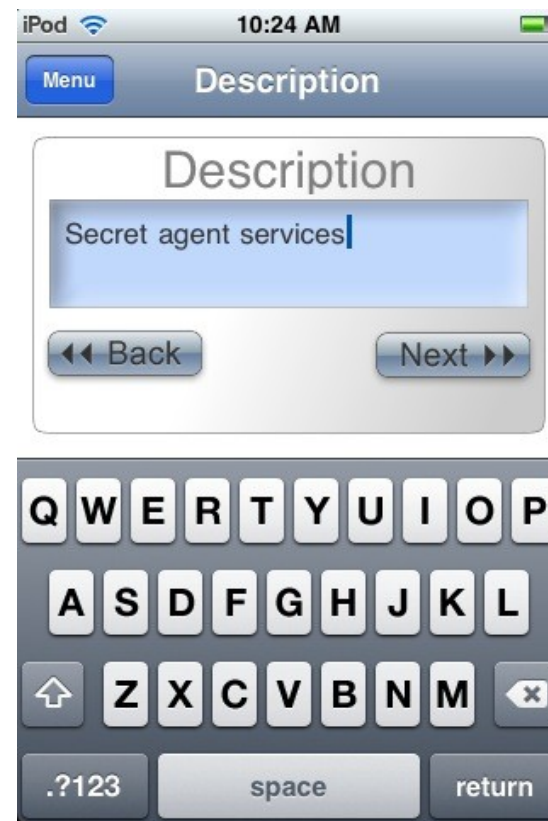 iPod 10:24 AM
Menu Description
Description
Secret agent services
Back Next
Q W E R T Y U I O P
A S D F G H J K L
Z X C V B N M
.?123 space return